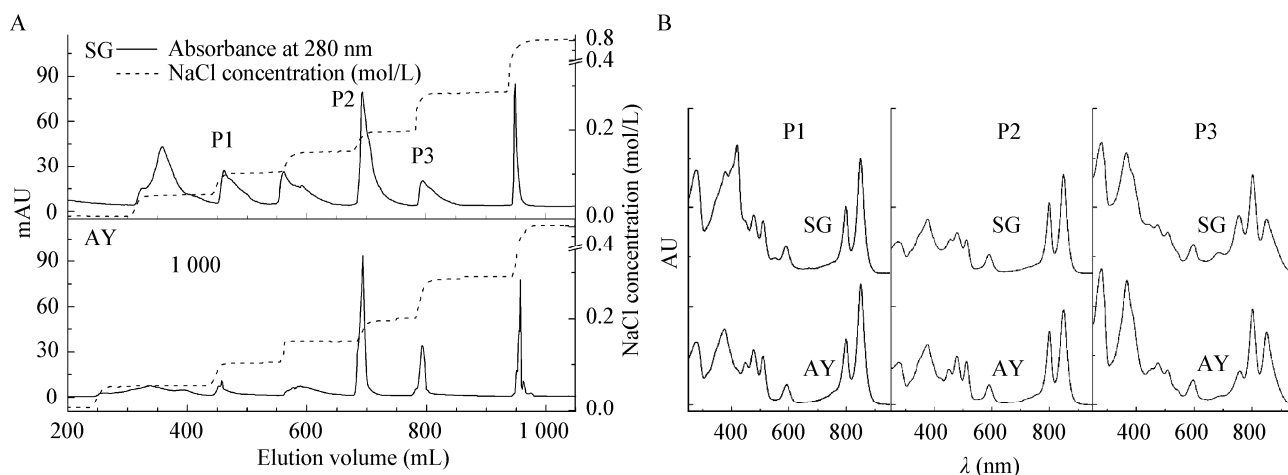 A
SG
Absorbance at 280 nm
NaCl concentration (mol/L)
P1
P2
P3
90
60
30
0
0.8
0.4
0.2
0.0
AY
1 000
90
60
30
0
0.4
0.2
0.0
mAU
NaCl concentration (mol/L)
200 400 600 800 1 000
Elution volume (mL)
B
P1 P2 P3
SG SG SG
AY AY AY
AU
400 600 800 400 600 800 400 600 800
λ (nm)